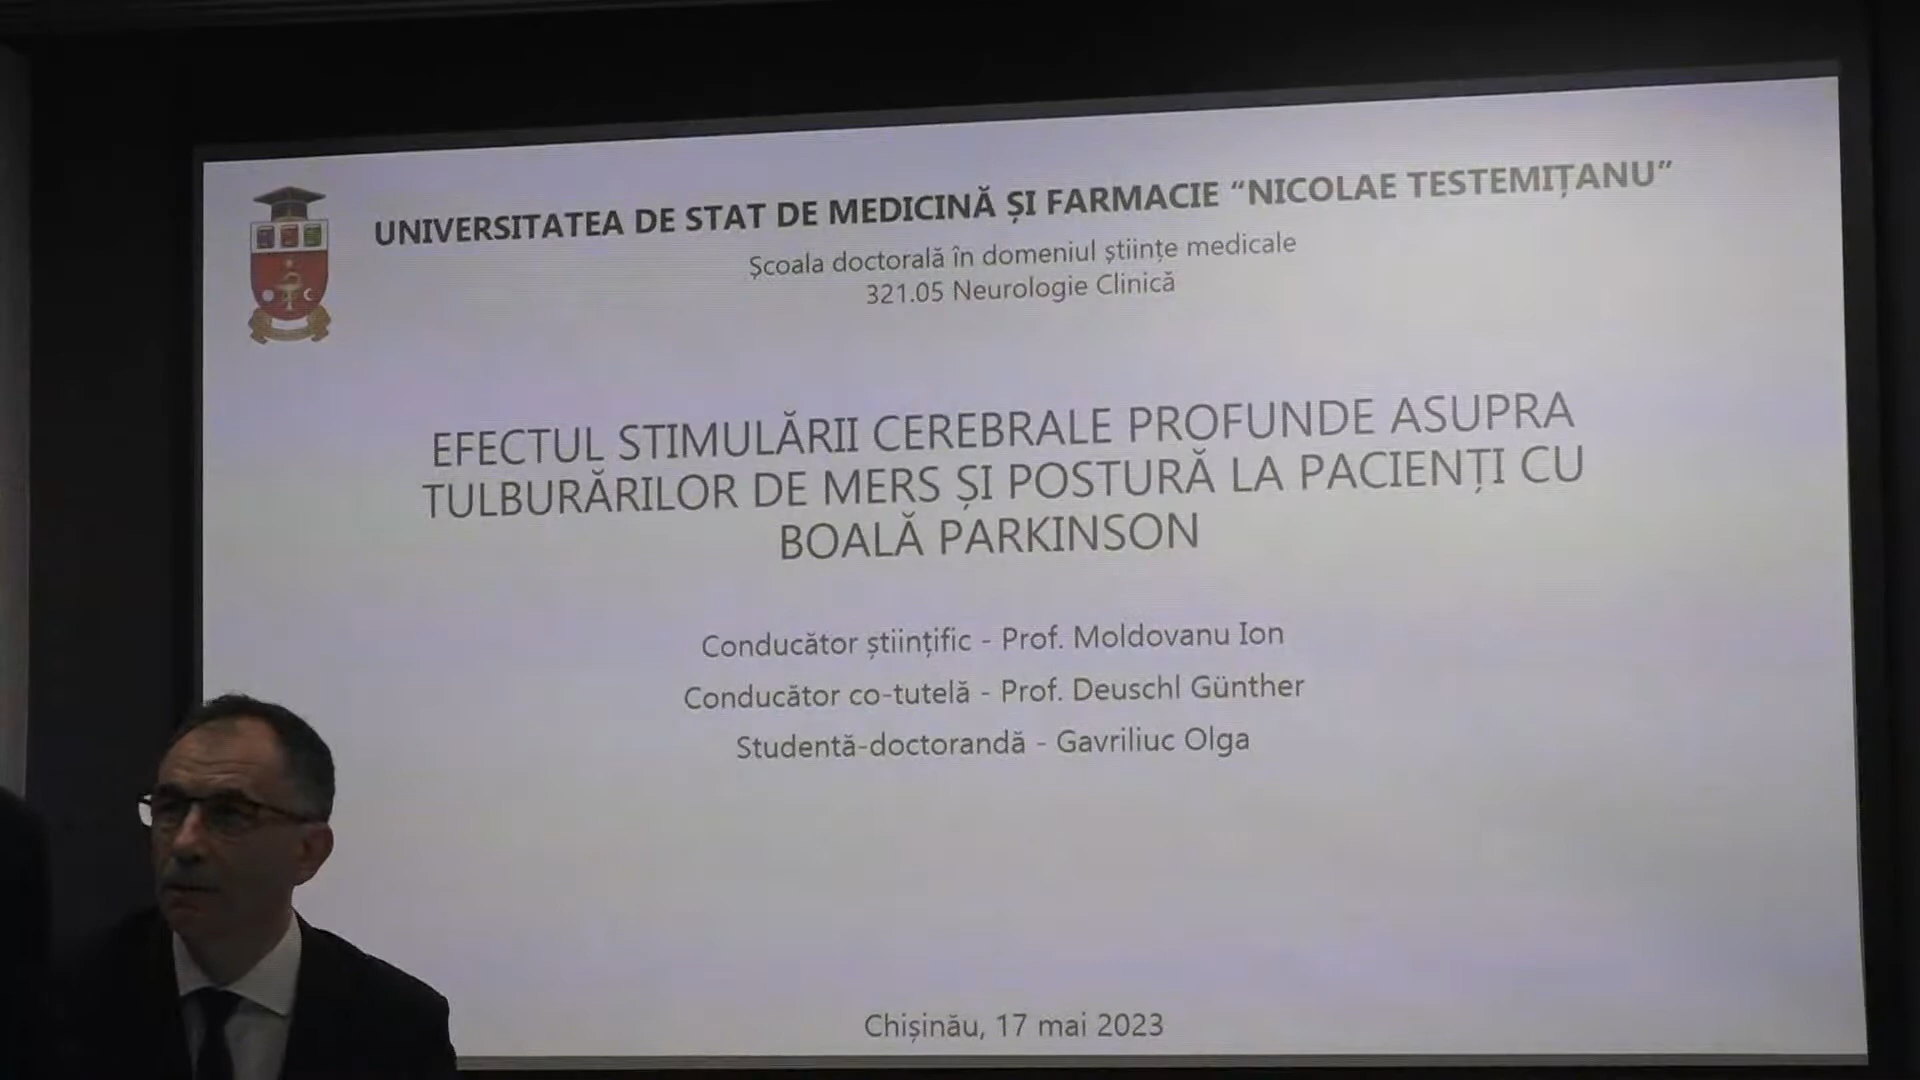 UNIVERSITATEA DE STAT DE MEDICINĂ ȘI FARMACIE “NICOLAE TESTEMIȚANU”
Școala doctorală în domeniul științe medicale
321.05 Neurologie Clinică
EFECTUL STIMULĂRII CEREBRALE PROFUNDE ASUPRA
TULBURĂRILOR DE MERS ȘI POSTURĂ LA PACIENȚI CU
BOALĂ PARKINSON
Conducător științific - Prof. Moldovanu Ion
Conducător co-tutelă - Prof. Deuschl Günther
Studentă-doctorandă - Gavriliuc Olga
Chișinău, 17 mai 2023